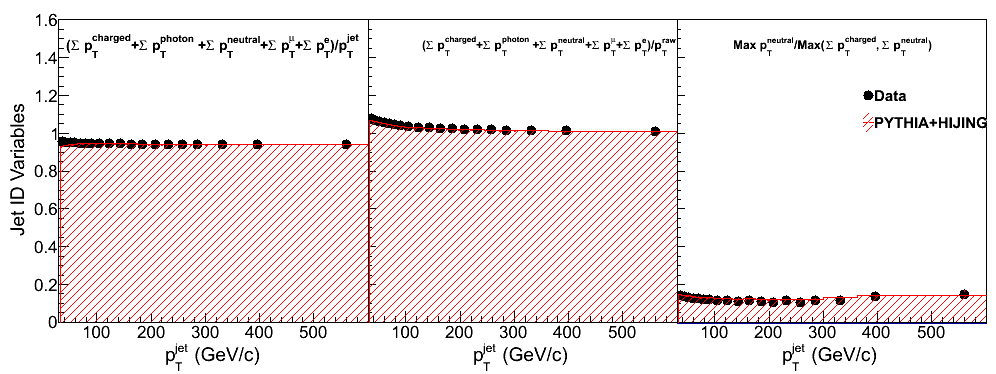 1.6
1.4
1.2
1
0.8
0.6
0.4
0.2
0
Jet ID Variables
(Σ p_T^charged+Σ p_T^photon +Σ p_T^neutral+Σ p_T^μ+Σ p_T^e)/p_T^jet
100 200 300 400 500
p_T^jet (GeV/c)
(Σ p_T^charged+Σ p_T^photon +Σ p_T^neutral+Σ p_T^μ+Σ p_T^e)/p_T^raw
100 200 300 400 500
p_T^jet (GeV/c)
Max p_T^neutral/Max(Σ p_T^charged, Σ p_T^neutral)
Data
PYTHIA+HIJING
100 200 300 400 500
p_T^jet (GeV/c)